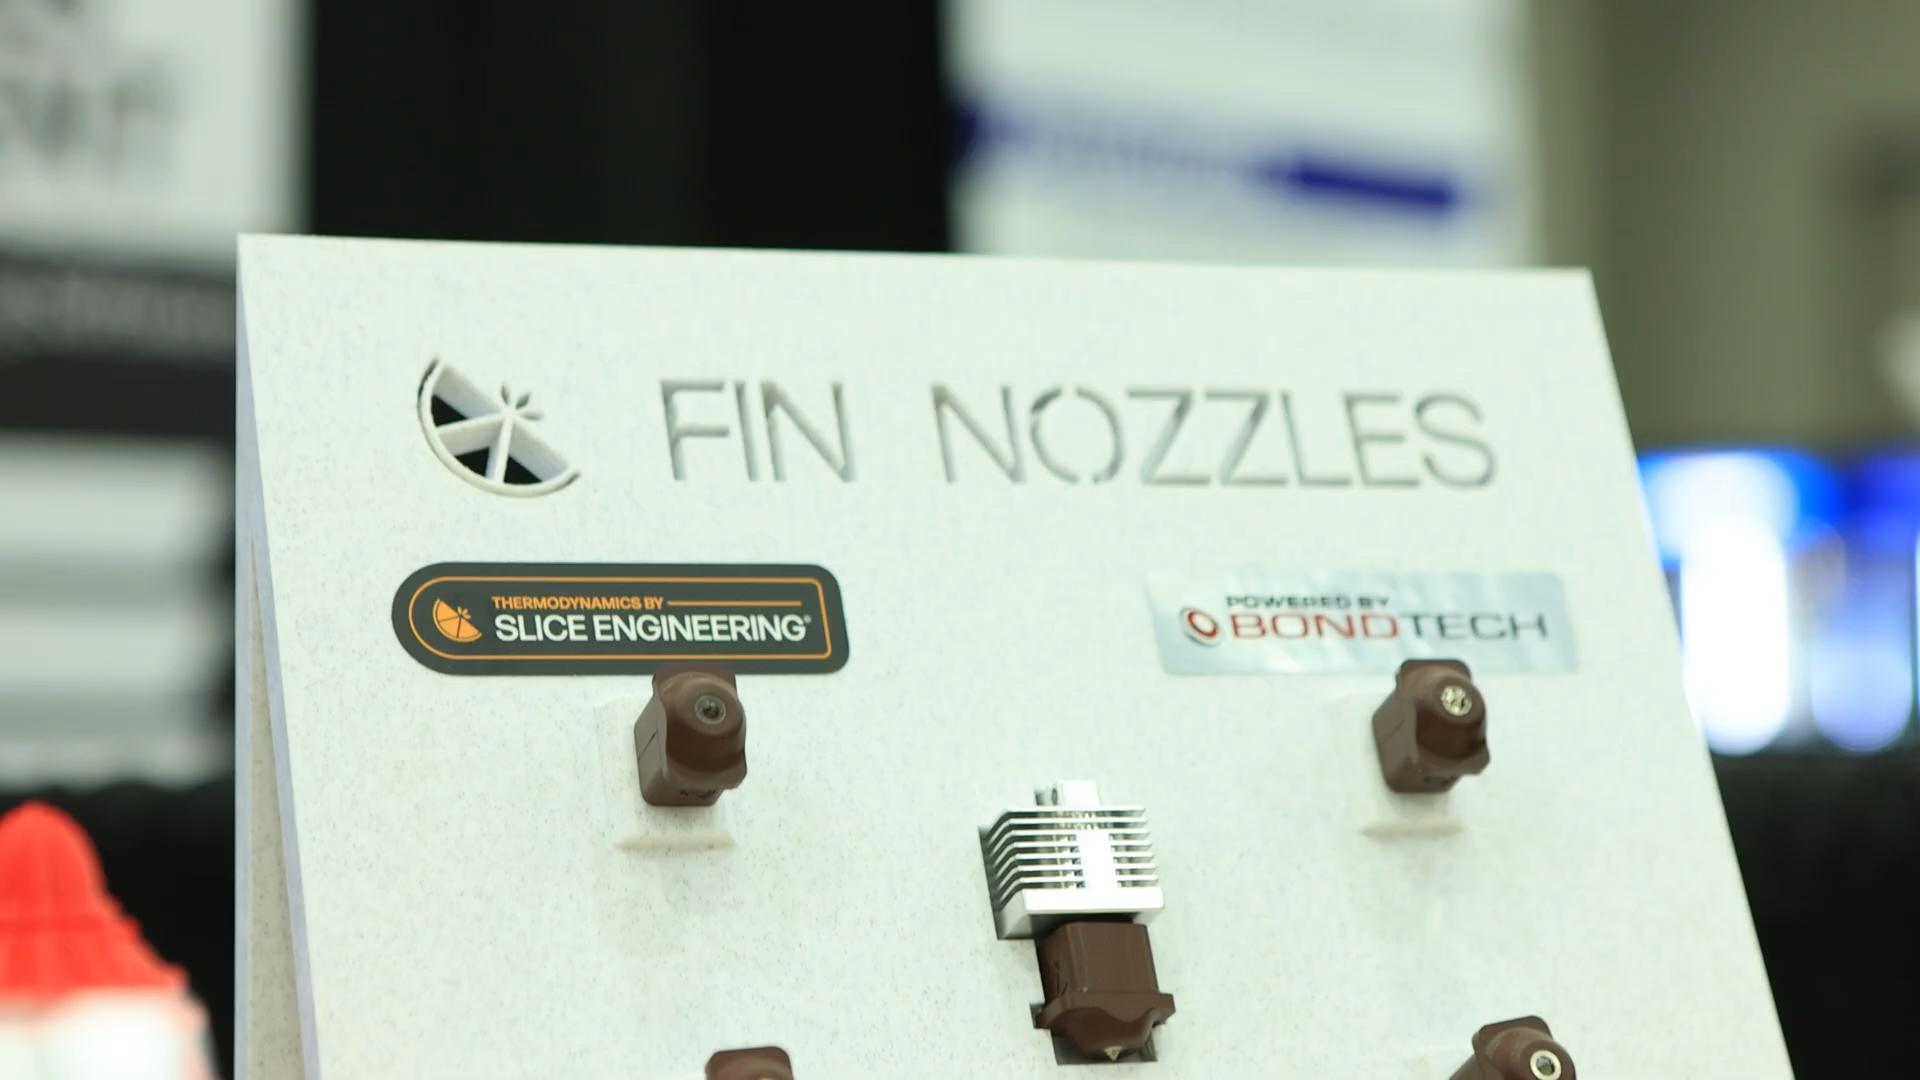 FIN NOZZLES
THERMODYNAMICS BY
SLICE ENGINEERING®
POWERED BY
BONDTECH